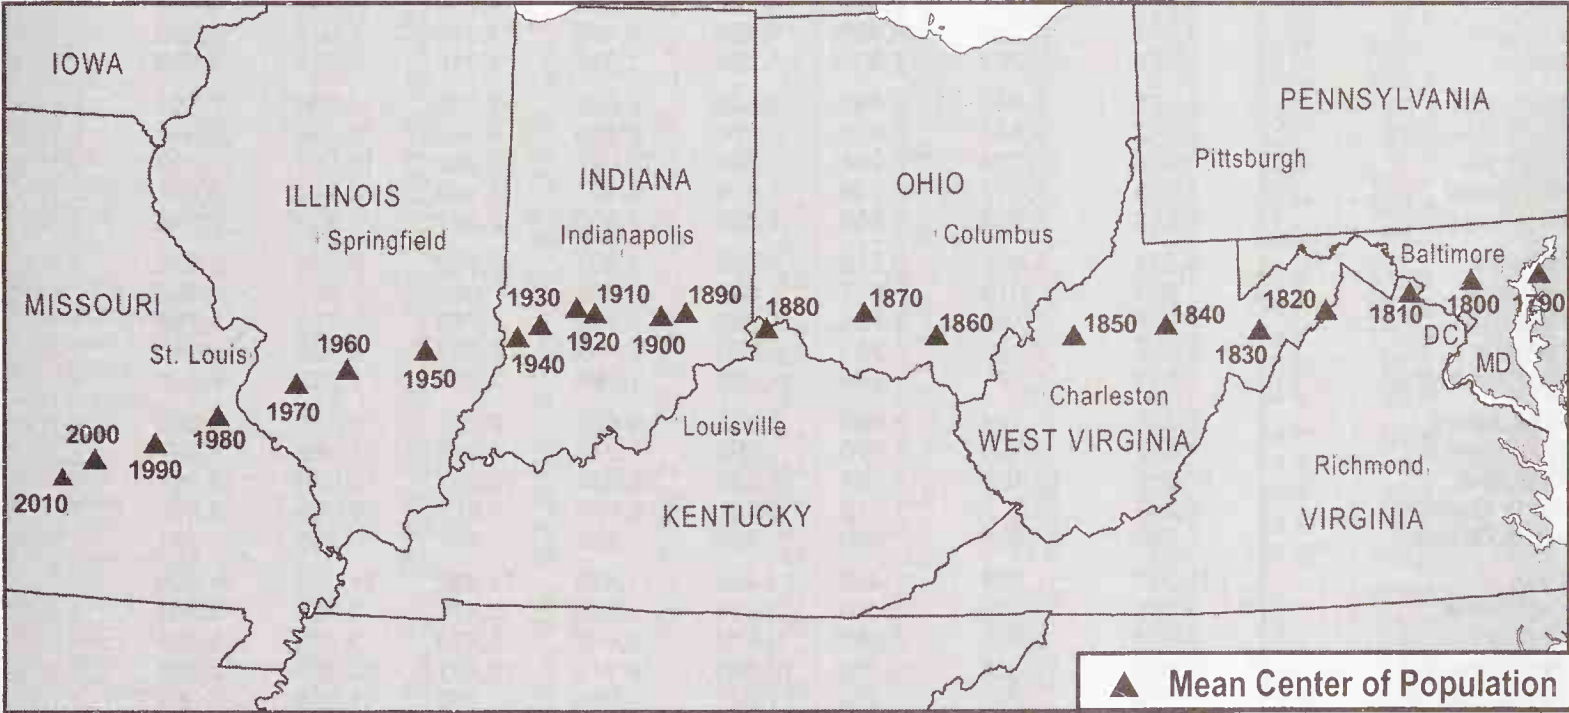 IOWA
PENNSYLVANIA
Pittsburgh
ILLINOIS
INDIANA
OHIO
Springfield
Indianapolis
Columbus
Baltimore
MISSOURI
1930
1910
1890
1880
1870
1860
1850
1840
1820
1810
1800
1790
St. Louis
1960
1940
1920
1900
1830
DC
MD
1950
1970
Charleston
2000
1990
1980
Louisville
WEST VIRGINIA
Richmond
2010
KENTUCKY
VIRGINIA
Mean Center of Population